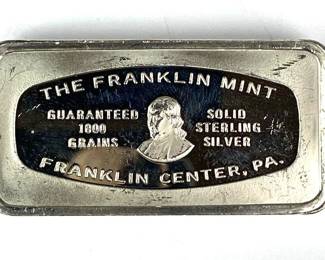 THE FRANKLIN MINT
GUARANTEED SOLID
1000 STERLING
GRAINS SILVER
FRANKLIN CENTER, PA.